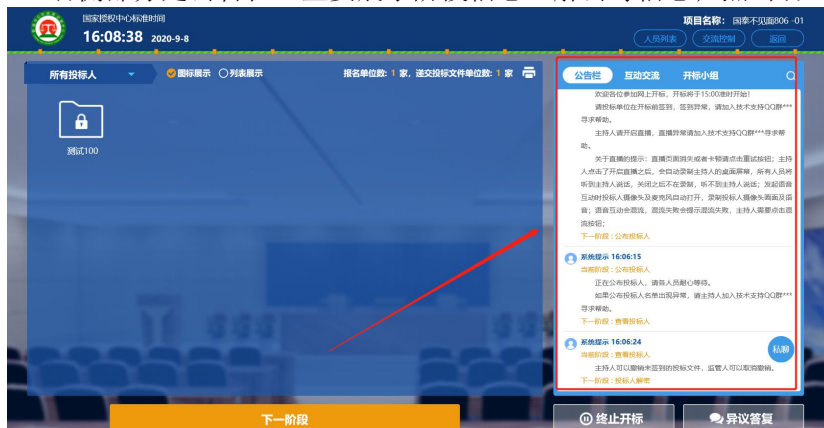 国家授权中心标准时间
16:08:38 2020-9-8
项目名称: 国泰不见面806 -01
人员列表 交流控制 返回
所有投标人 图标展示 列表展示 报名单位数: 1 家，递交投标文件单位数: 1 家
测试100
公告栏 互动交流 开标小组
欢迎各位参加网上开标，开标将于15:00准时开始！
请投标单位在开标前签到，签到异常，请加入技术支持QQ群***
寻求帮助。
主持人请开启直播，直播异常请加入技术支持QQ群***寻求帮
助。
关于直播的提示：直播页面消失或者卡顿请点击重试按钮；主持
人点击了开启直播之后，会自动录制主持人的桌面屏幕，所有人员将
听到主持人说话，关闭之后不在录制，听不到主持人说话；发起语音
互动时投标人摄像头及麦克风自动打开，录制投标人摄像头画面及语
音；语音互动会混流，混流失败会提示混流失败，主持人需要点击混
流按钮；
下一阶段 : 公布投标人
系统提示 16:06:15
当前阶段 : 公布投标人
正在公布投标人，请各人员耐心等待。
如果公布投标人名单出现异常，请主持人加入技术支持QQ群***
寻求帮助。
下一阶段 : 查看投标人
系统提示 16:06:24
当前阶段 : 查看投标人
主持人可以撤销未签到的投标文件，监管人可以取消撤销。
下一阶段 : 投标人解密
私聊
下一阶段
终止开标 异议答复